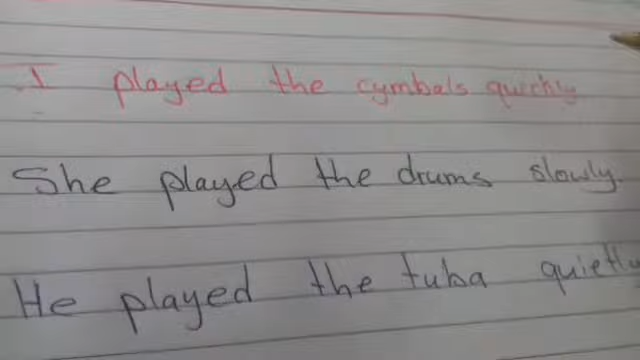 I played the cymbals quickly
She played the drums slowly.
He played the tuba quietly